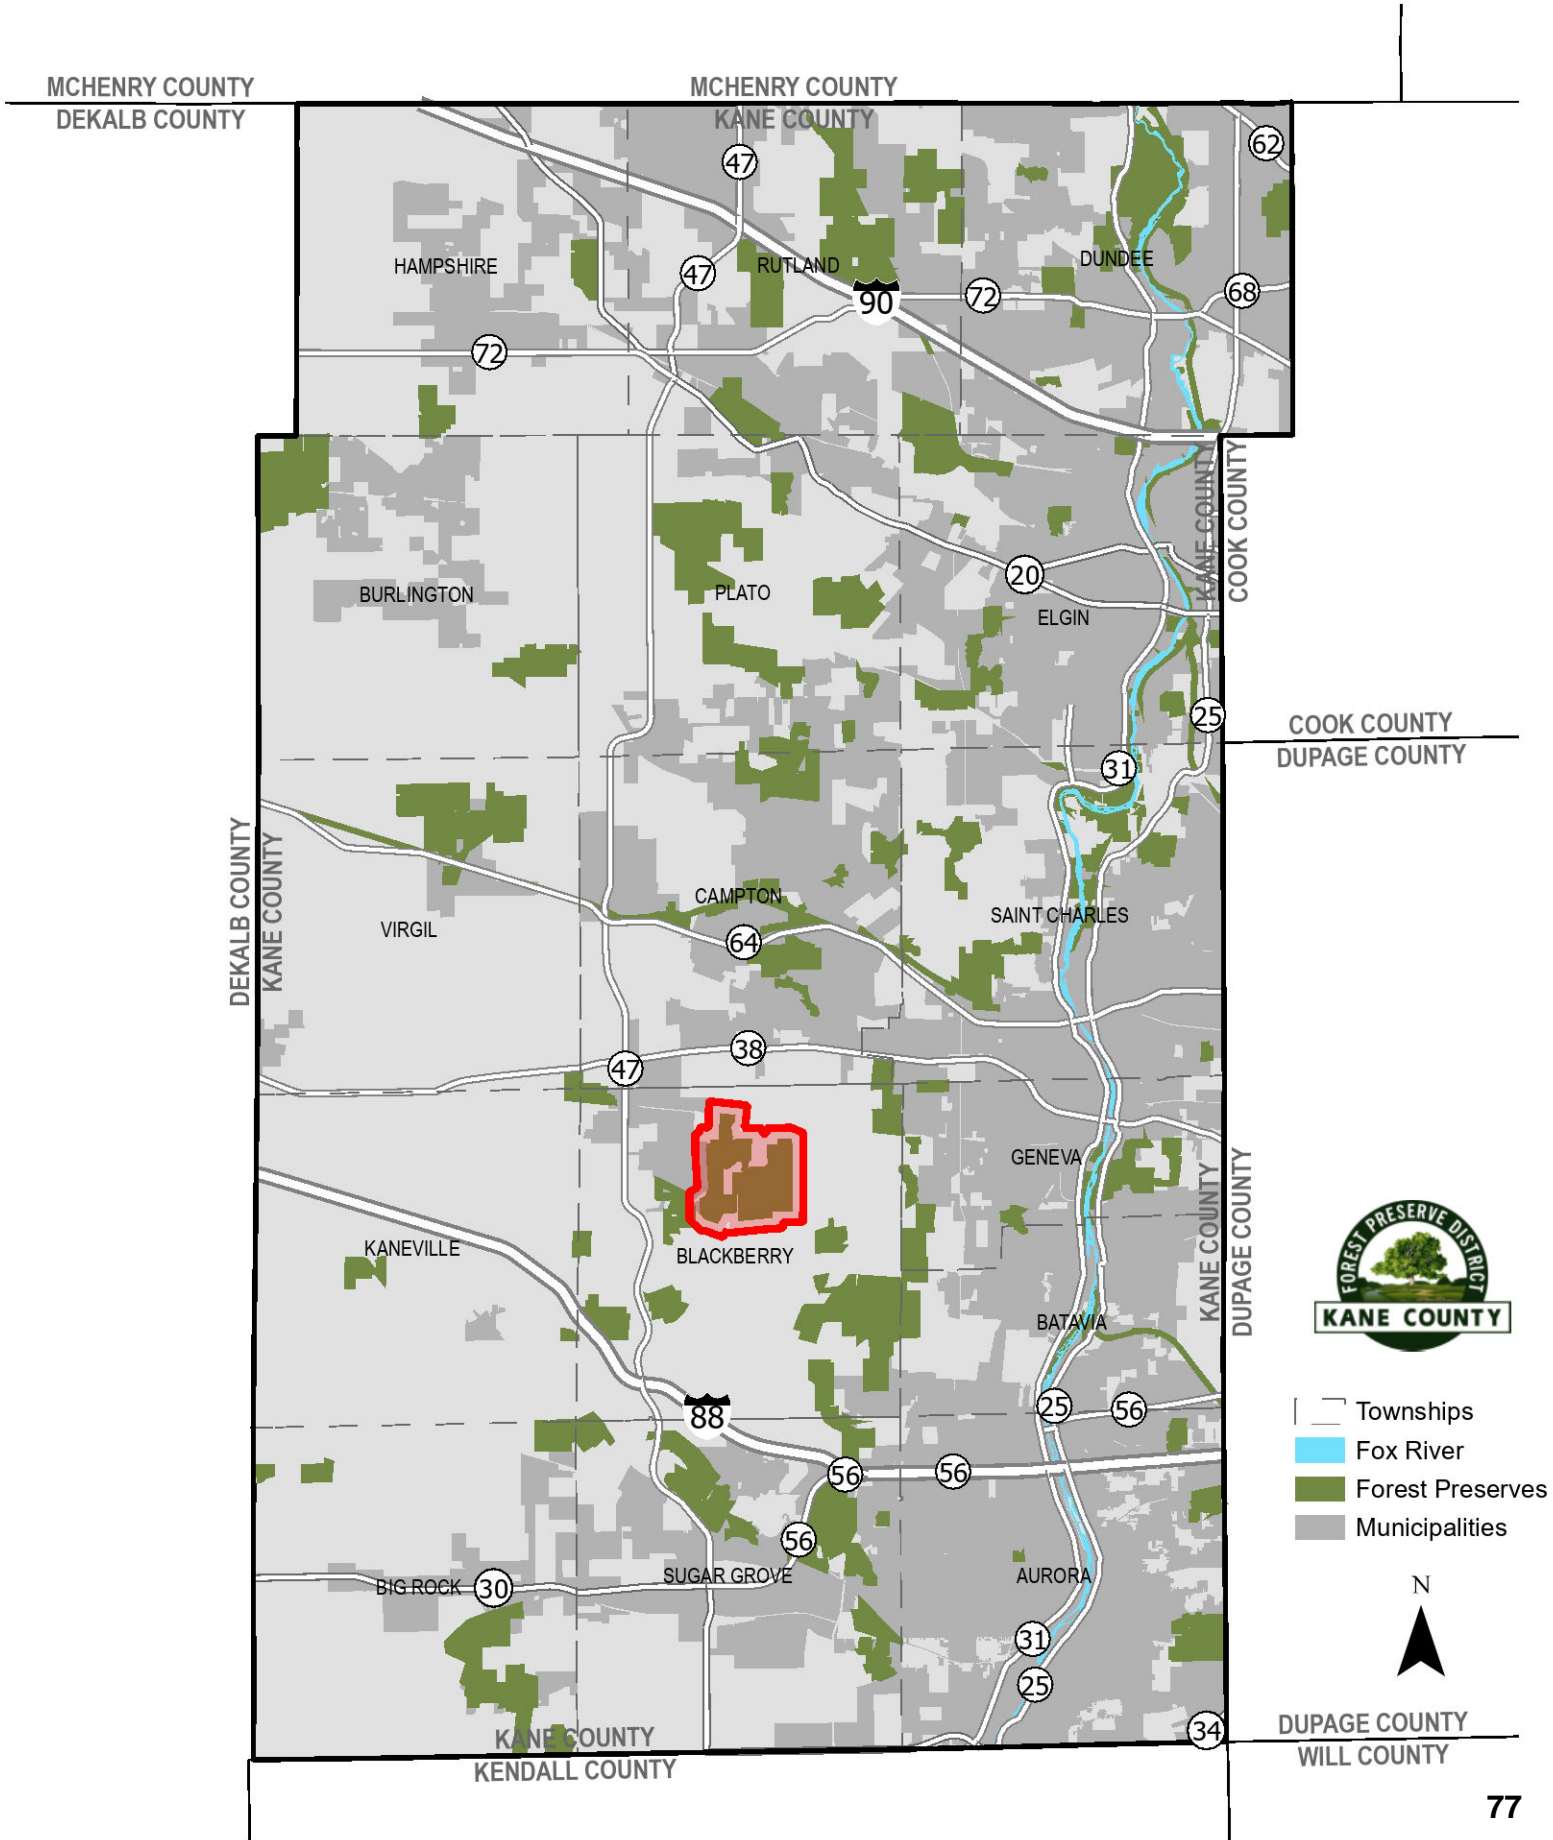 MCHENRY COUNTY
DEKALB COUNTY
MCHENRY COUNTY
KANE COUNTY
62
47
HAMPSHIRE
47
RUTLAND
DUNDEE
90
72
68
72
KANE COUNTY
COOK COUNTY
BURLINGTON
PLATO
20
ELGIN
25
COOK COUNTY
DUPAGE COUNTY
31
DEKALB COUNTY
KANE COUNTY
VIRGIL
CAMPTON
64
SAINT CHARLES
47
38
GENEVA
KANE COUNTY
DUPAGE COUNTY
KANEVILLE
BLACKBERRY
BATAVIA
FOREST PRESERVE DISTRICT
KANE COUNTY
88
25
56
Townships
Fox River
Forest Preserves
Municipalities
56
56
56
BIG ROCK
30
SUGAR GROVE
AURORA
N
31
25
34
KANE COUNTY
KENDALL COUNTY
DUPAGE COUNTY
WILL COUNTY
77